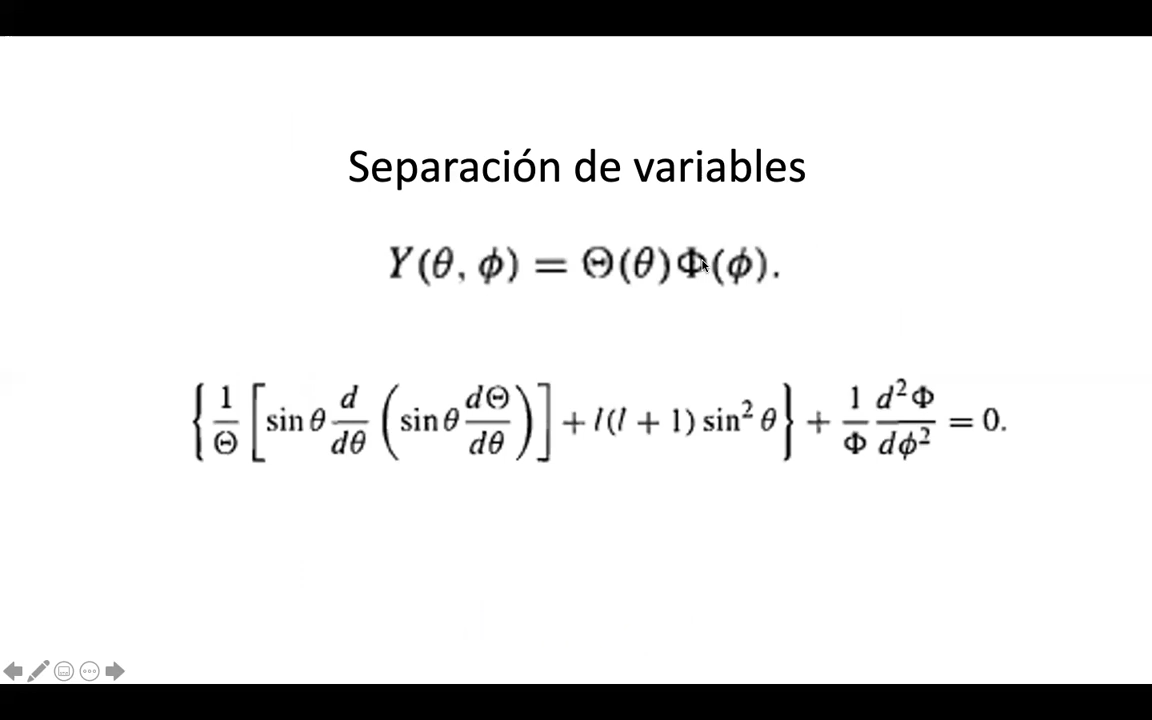 Separación de variables
Y(θ, ϕ) = Θ(θ)Φ(ϕ).
{ 1/Θ [ sin θ d/dθ ( sin θ dΘ/dθ ) ] + l(l + 1) sin² θ } + 1/Φ d²Φ/dϕ² = 0.